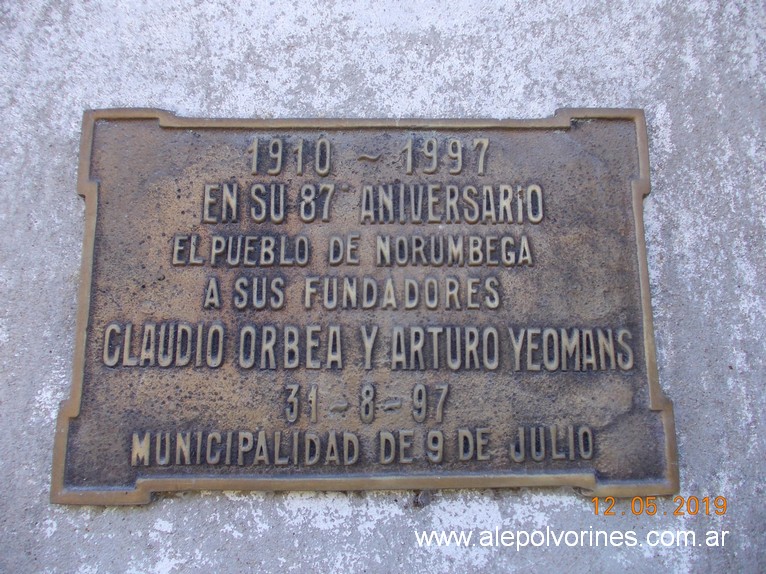 1910 ~ 1997
EN SU 87 ANIVERSARIO
EL PUEBLO DE NORUMBEGA
A SUS FUNDADORES
CLAUDIO ORBEA Y ARTURO YEOMANS
31-8-97
MUNICIPALIDAD DE 9 DE JULIO
12.05.2019
www.alepolvorines.com.ar